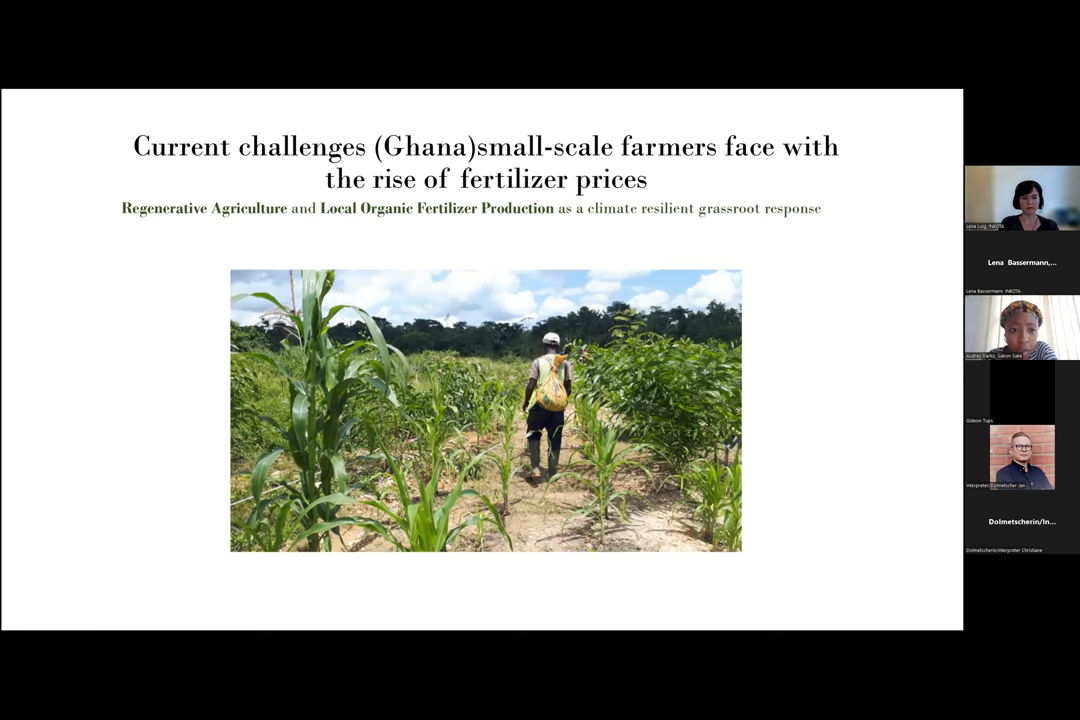 Current challenges (Ghana)small-scale farmers face with
the rise of fertilizer prices
Regenerative Agriculture and Local Organic Fertilizer Production as a climate resilient grassroot response
Lena Luig, INKOTA
Lena Bassermann,...
Lena Bassermann, INKOTA
Audrey Darko, Sabon Sake
Gideon Tups
Interpreter/Dolmetscher Jan
Dolmetscherin/In...
Dolmetscherin/Interpreter Christiane